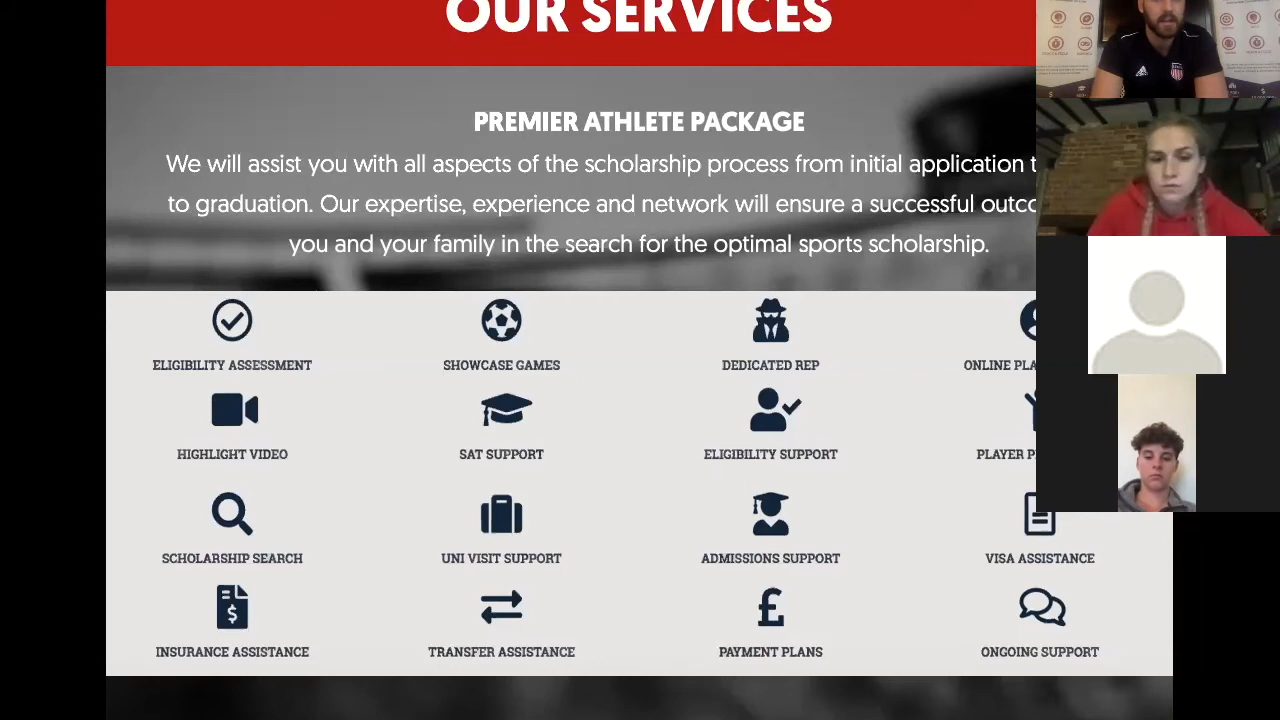 OUR SERVICES
PREMIER ATHLETE PACKAGE
We will assist you with all aspects of the scholarship process from initial application
to graduation. Our expertise, experience and network will ensure a successful
you and your family in the search for the optimal sports scholarship.
ELIGIBILITY ASSESSMENT
SHOWCASE GAMES
DEDICATED REP
ONLINE
HIGHLIGHT VIDEO
SAT SUPPORT
ELIGIBILITY SUPPORT
PLAYER
SCHOLARSHIP SEARCH
UNI VISIT SUPPORT
ADMISSIONS SUPPORT
VISA ASSISTANCE
INSURANCE ASSISTANCE
TRANSFER ASSISTANCE
PAYMENT PLANS
ONGOING SUPPORT